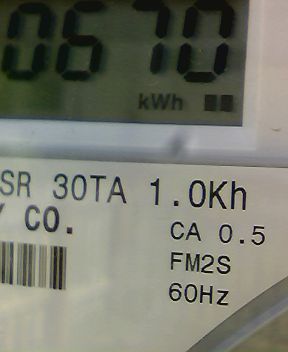 0670
kWh
SR 30TA 1.0Kh
Y CO.
CA 0.5
FM2S
60Hz